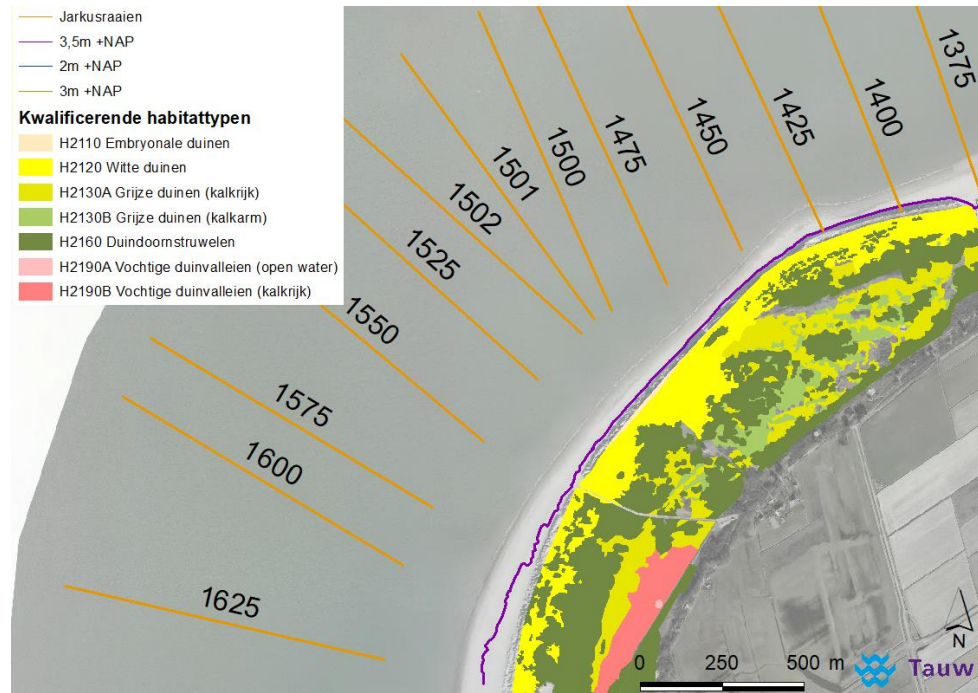 Jarkusraaien
3,5m +NAP
2m +NAP
3m +NAP
Kwalificerende habitattypen
H2110 Embryonale duinen
H2120 Witte duinen
H2130A Grijze duinen (kalkrijk)
H2130B Grijze duinen (kalkarm)
H2160 Duindoornstruwelen
H2190A Vochtige duinvalleien (open water)
H2190B Vochtige duinvalleien (kalkrijk)
1375
1400
1425
1450
1475
1500
1501
1502
1525
1550
1575
1600
1625
N
0 250 500 m
Tauw